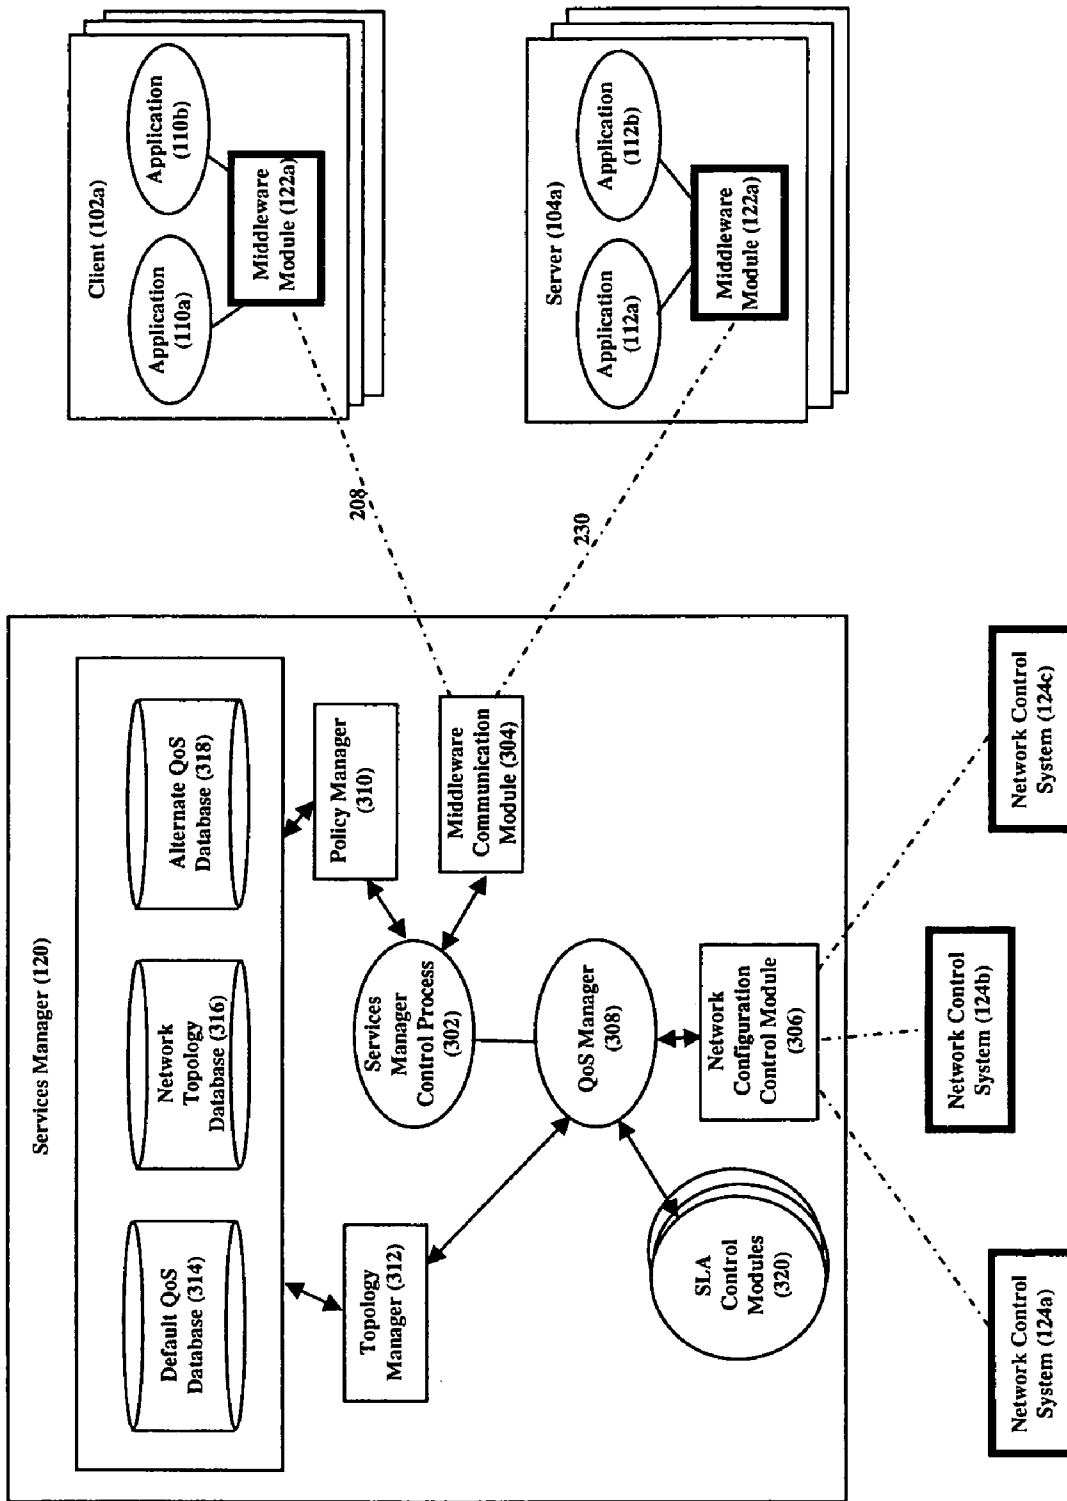 Services Manager (120)
Default QoS
Database (314)
Network
Topology
Database (316)
Alternate QoS
Database (318)
Topology
Manager (312)
Services
Manager
Control Process
(302)
Policy Manager
(310)
Middleware
Communication
Module (304)
QoS Manager
(308)
SLA
Control
Modules
(320)
Network
Configuration
Control Module
(306)
Network Control
System (124a)
Network Control
System (124b)
Network Control
System (124c)
208
230
Client (102a)
Application
(110a)
Application
(110b)
Middleware
Module (122a)
Server (104a)
Application
(112a)
Application
(112b)
Middleware
Module (122a)